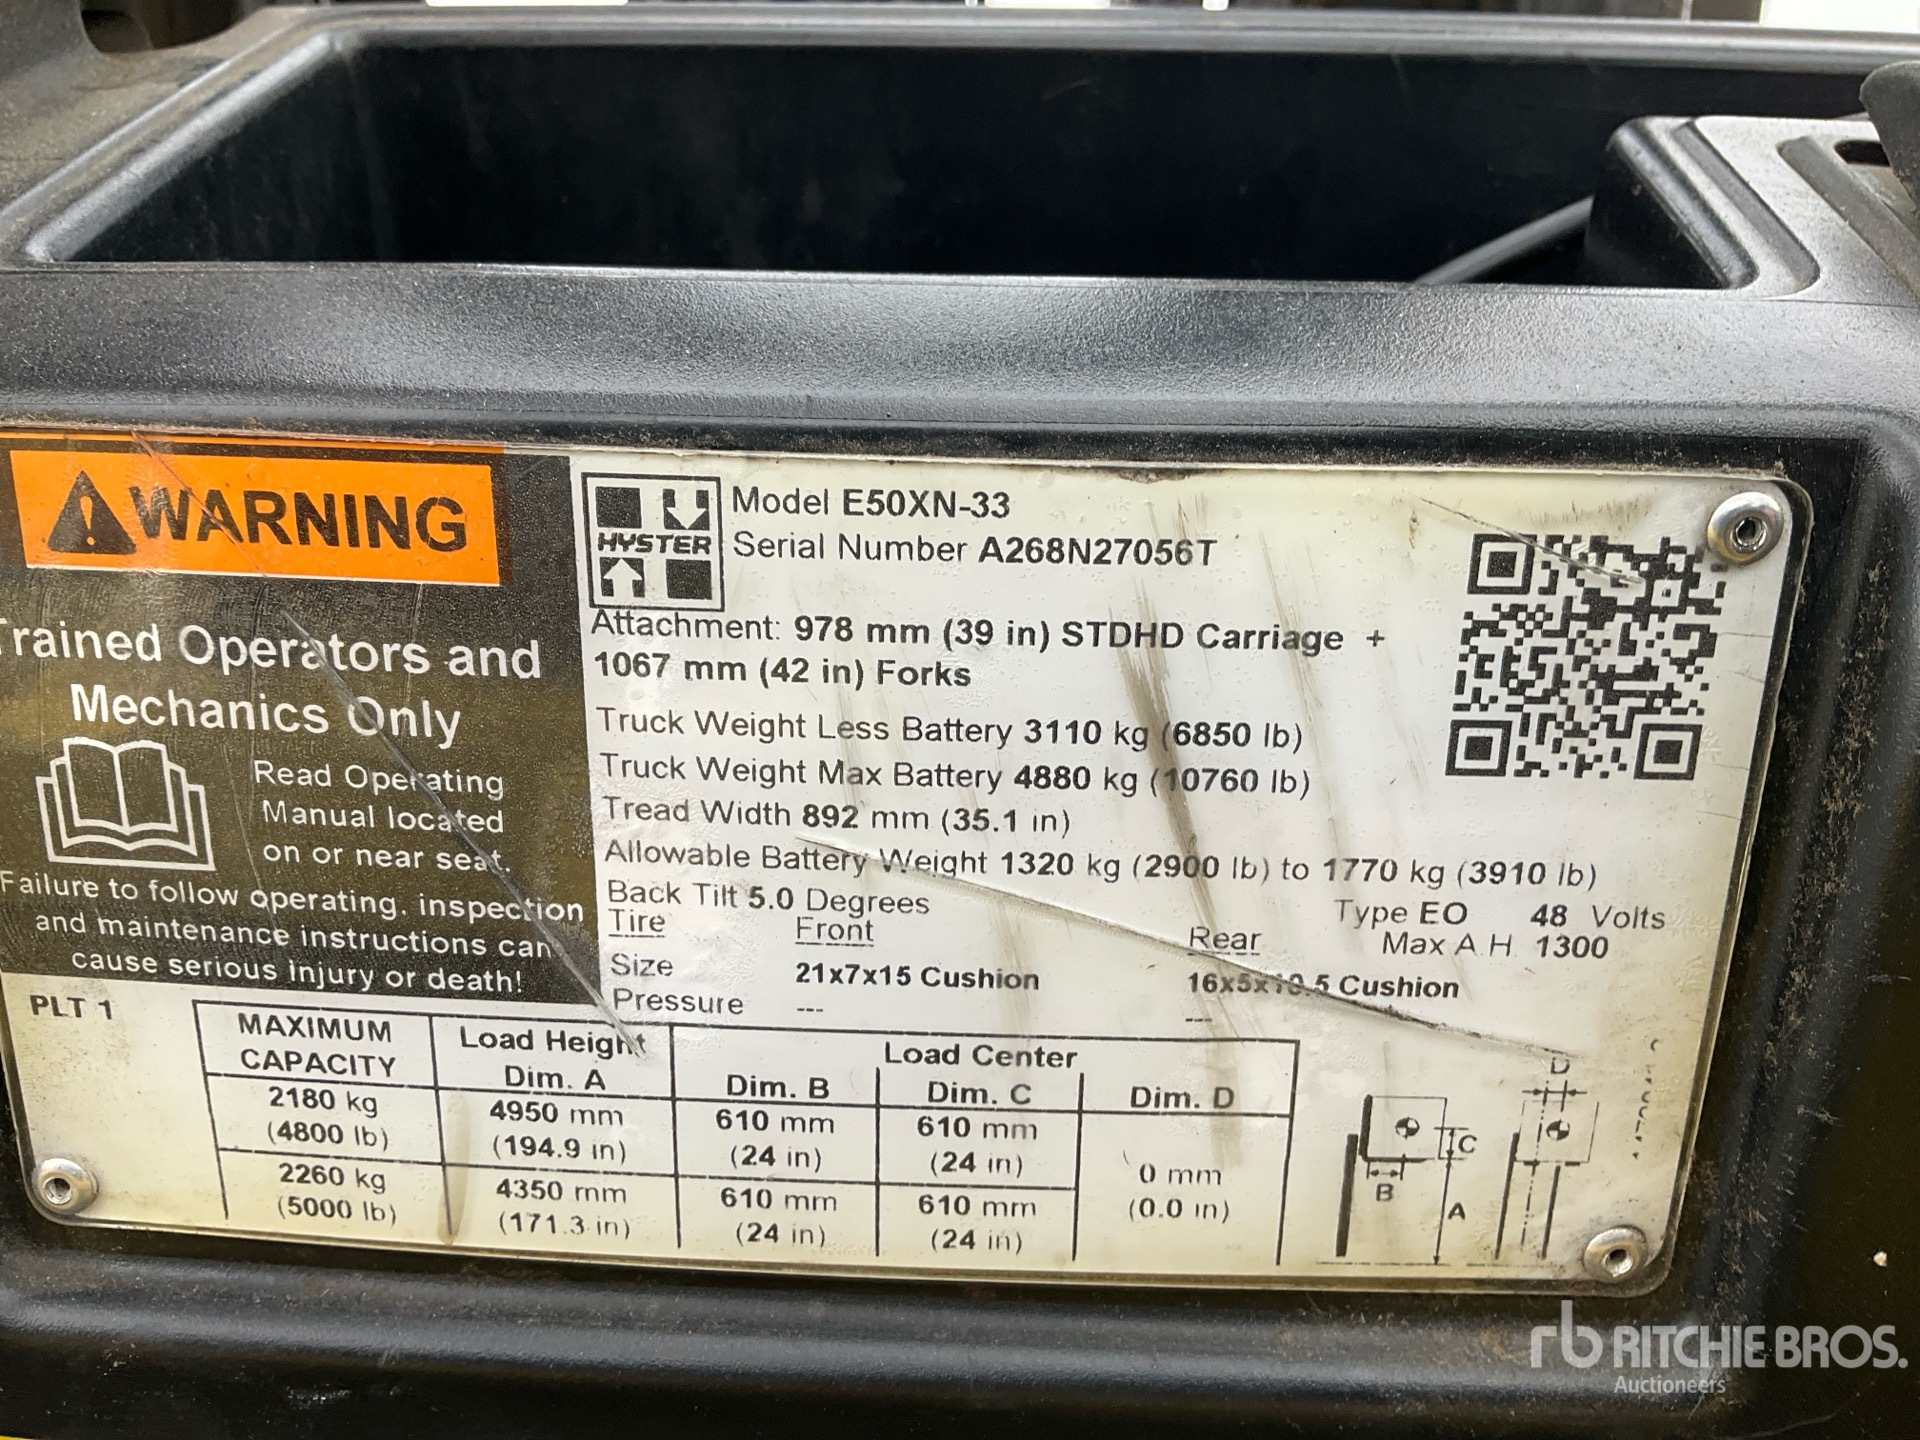 WARNING
Trained Operators and
Mechanics Only
Read Operating
Manual located
on or near seat.
Failure to follow operating, inspection
and maintenance instructions can
cause serious injury or death!
HYSTER
Model E50XN-33
Serial Number A268N27056T
Attachment: 978 mm (39 in) STDHD Carriage +
1067 mm (42 in) Forks
Truck Weight Less Battery 3110 kg (6850 lb)
Truck Weight Max Battery 4880 kg (10760 lb)
Tread Width 892 mm (35.1 in)
Allowable Battery Weight 1320 kg (2900 lb) to 1770 kg (3910 lb)
Back Tilt 5.0 Degrees Type EO 48 Volts
Tire Front Rear Max A.H. 1300
Size 21x7x15 Cushion 16x5x10.5 Cushion
Pressure --- ---
PLT 1
MAXIMUM CAPACITY Load Height Dim. A Load Center
Dim. B Dim. C Dim. D
2180 kg 4950 mm 610 mm 610 mm
(4800 lb) (194.9 in) (24 in) (24 in)
0 mm
(0.0 in)
2260 kg 4350 mm 610 mm 610 mm
(5000 lb) (171.3 in) (24 in) (24 in)
D
C
B
A
rb RITCHIE BROS.
Auctioneers